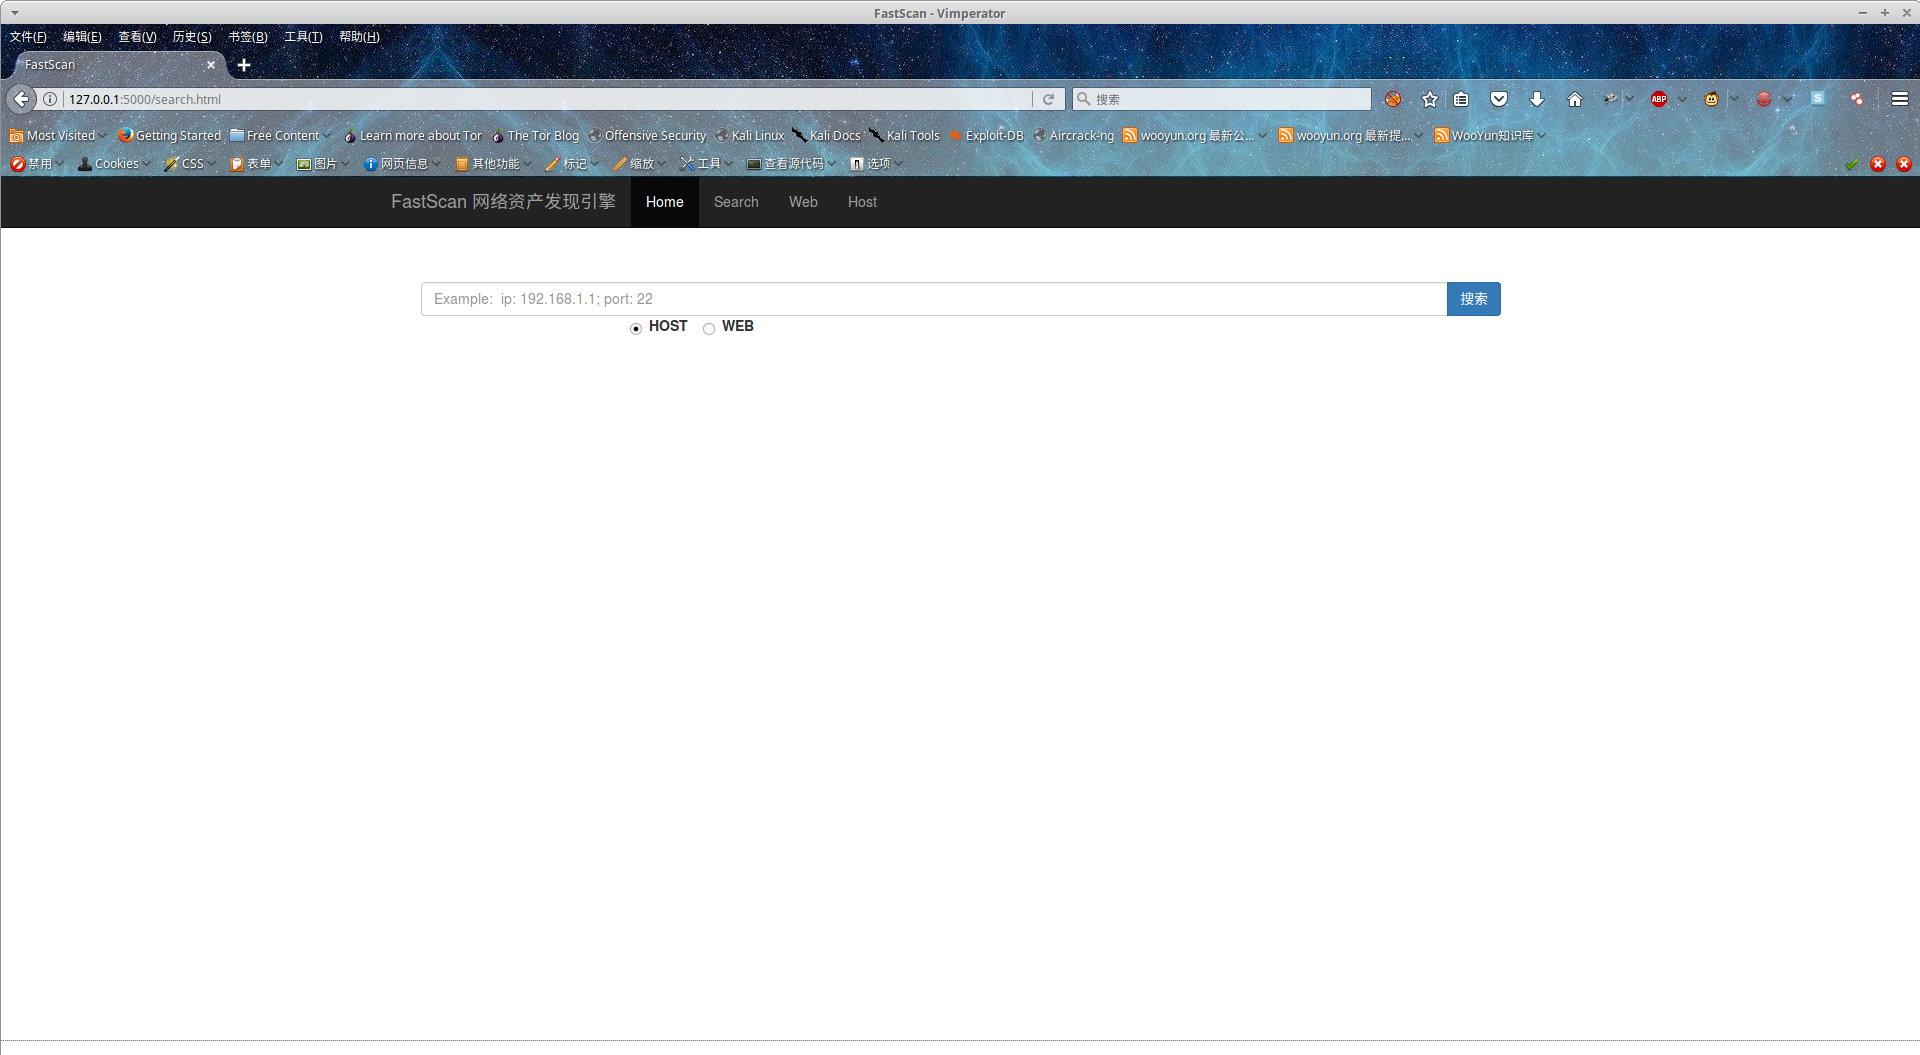 FastScan - Vimperator
文件(F) 编辑(E) 查看(V) 历史(S) 书签(B) 工具(T) 帮助(H)
FastScan
127.0.0.1:5000/search.html 搜索 ABP S
Most Visited Getting Started Free Content Learn more about Tor The Tor Blog Offensive Security Kali Linux Kali Docs Kali Tools Exploit-DB Aircrack-ng wooyun.org 最新公... wooyun.org 最新提... WooYun知识库
禁用 Cookies CSS 表单 图片 网页信息 其他功能 标记 缩放 工具 查看源代码 选项
FastScan 网络资产发现引擎 Home Search Web Host
Example:  ip: 192.168.1.1; port: 22 搜索
HOST WEB